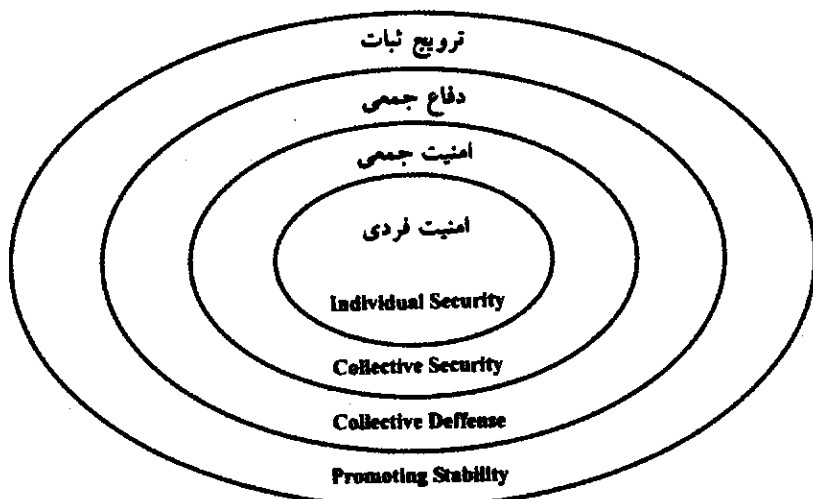 ترویج ثبات
دفاع جمعی
امنیت جمعی
امنیت فردی
Individual Security
Collective Security
Collective Deffense
Promoting Stability